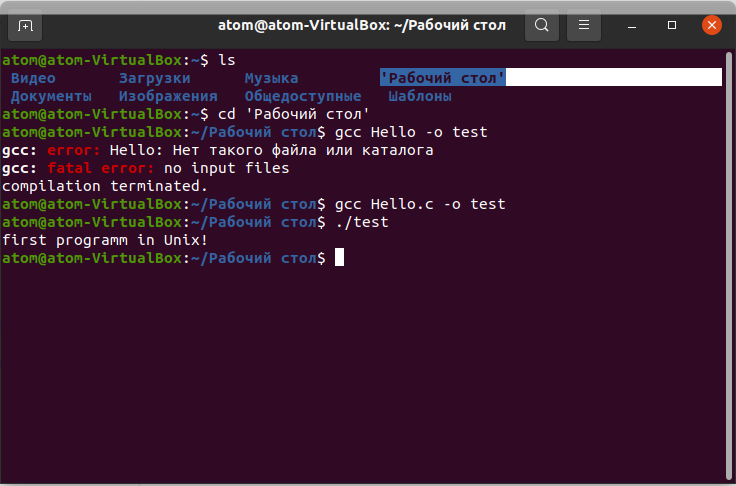 atom@atom-VirtualBox: ~/Рабочий стол
atom@atom-VirtualBox:~$ ls
Видео Загрузки Музыка 'Рабочий стол'
Документы Изображения Общедоступные Шаблоны
atom@atom-VirtualBox:~$ cd 'Рабочий стол'
atom@atom-VirtualBox:~/Рабочий стол$ gcc Hello -o test
gcc: error: Hello: Нет такого файла или каталога
gcc: fatal error: no input files
compilation terminated.
atom@atom-VirtualBox:~/Рабочий стол$ gcc Hello.c -o test
atom@atom-VirtualBox:~/Рабочий стол$ ./test
first programm in Unix!
atom@atom-VirtualBox:~/Рабочий стол$